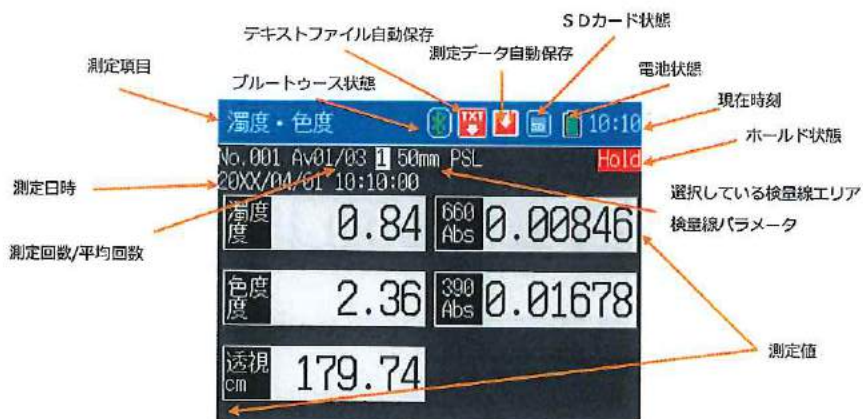 ＳＤカード状態
テキストファイル自動保存
測定データ自動保存
測定項目
ブルートゥース状態
電池状態
現在時刻
濁度・色度
TXT
SD
10:10
ホールド状態
No.001 Av01/03 1 50mm PSL
Hold
測定日時
20XX/04/01 10:10:00
選択している検量線エリア
検量線パラメータ
濁度
度
0.84
660
Abs
0.00846
測定回数/平均回数
色度
度
2.36
390
Abs
0.01678
測定値
透視
cm
179.74